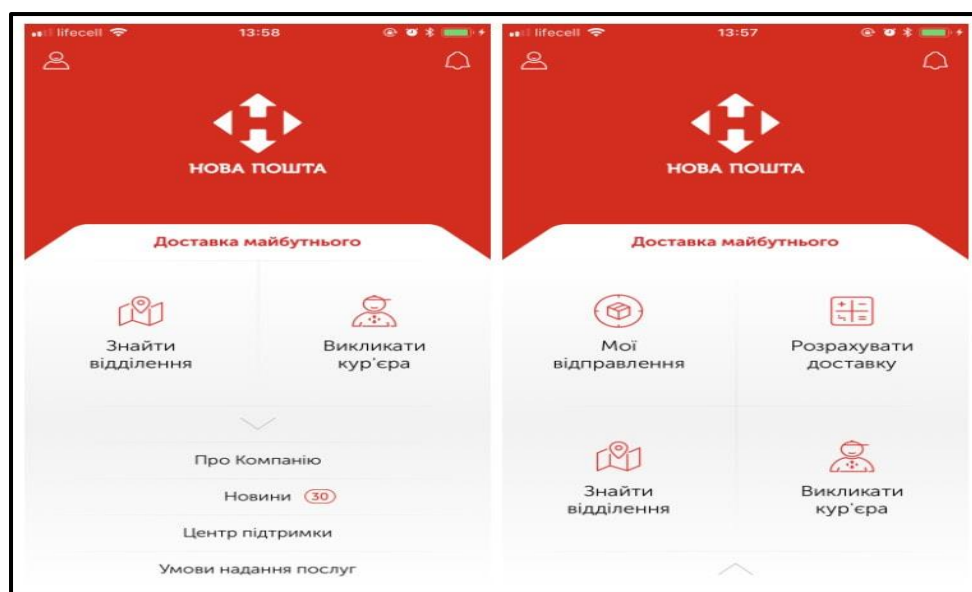 lifecell 13:58
НОВА ПОШТА
Доставка майбутнього
Знайти
відділення
Викликати
кур'єра
Про Компанію
Новини 30
Центр підтримки
Умови надання послуг
lifecell 13:57
НОВА ПОШТА
Доставка майбутнього
Мої
відправлення
Розрахувати
доставку
Знайти
відділення
Викликати
кур'єра